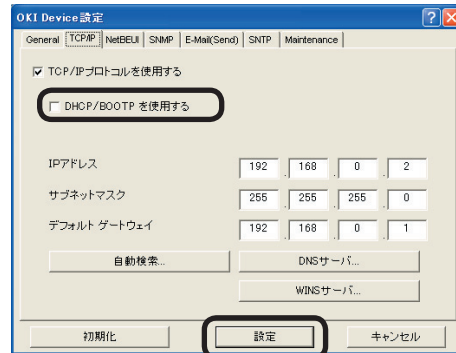 OKI Device設定
General TCP/IP NetBEUI SNMP E-Mail(Send) SNTP Maintenance
TCP/IPプロトコルを使用する
DHCP/BOOTP を使用する
IPアドレス 192 . 168 . 0 . 2
サブネットマスク 255 . 255 . 255 . 0
デフォルト ゲートウェイ 192 . 168 . 0 . 1
自動検索... DNSサーバ...
WINSサーバ...
初期化 設定 キャンセル